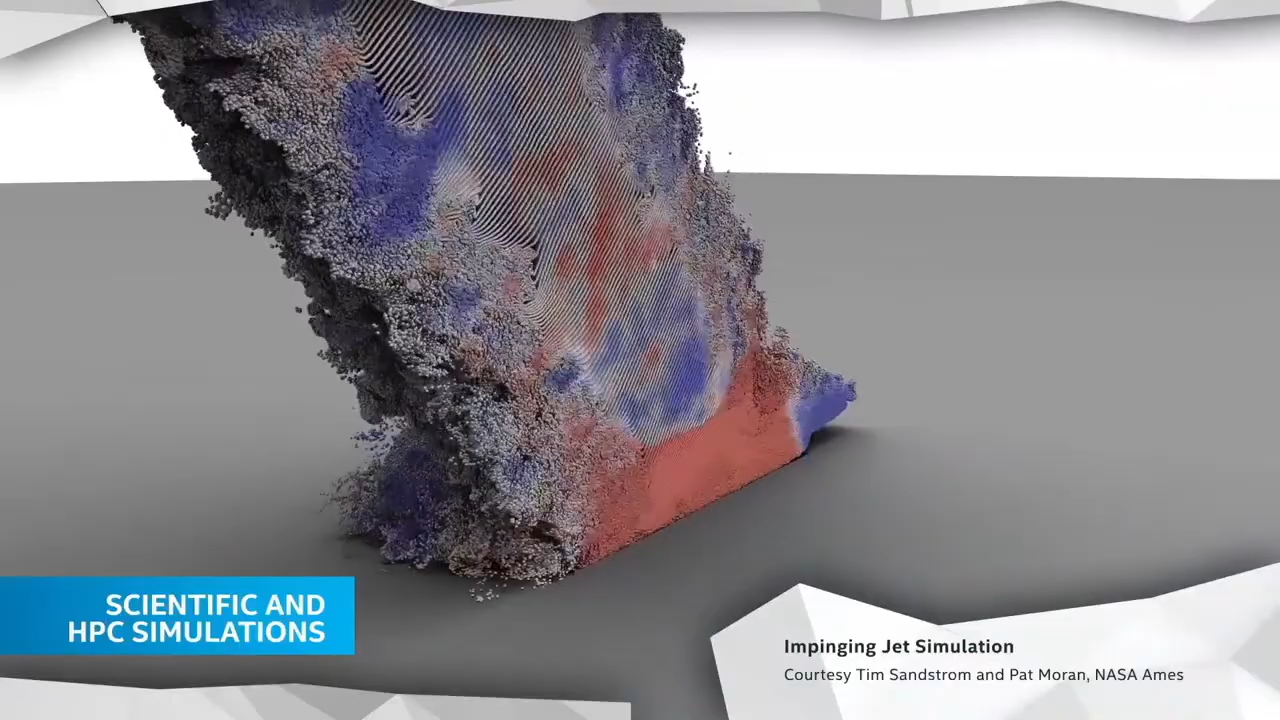 SCIENTIFIC AND
HPC SIMULATIONS
Impinging Jet Simulation
Courtesy Tim Sandstrom and Pat Moran, NASA Ames